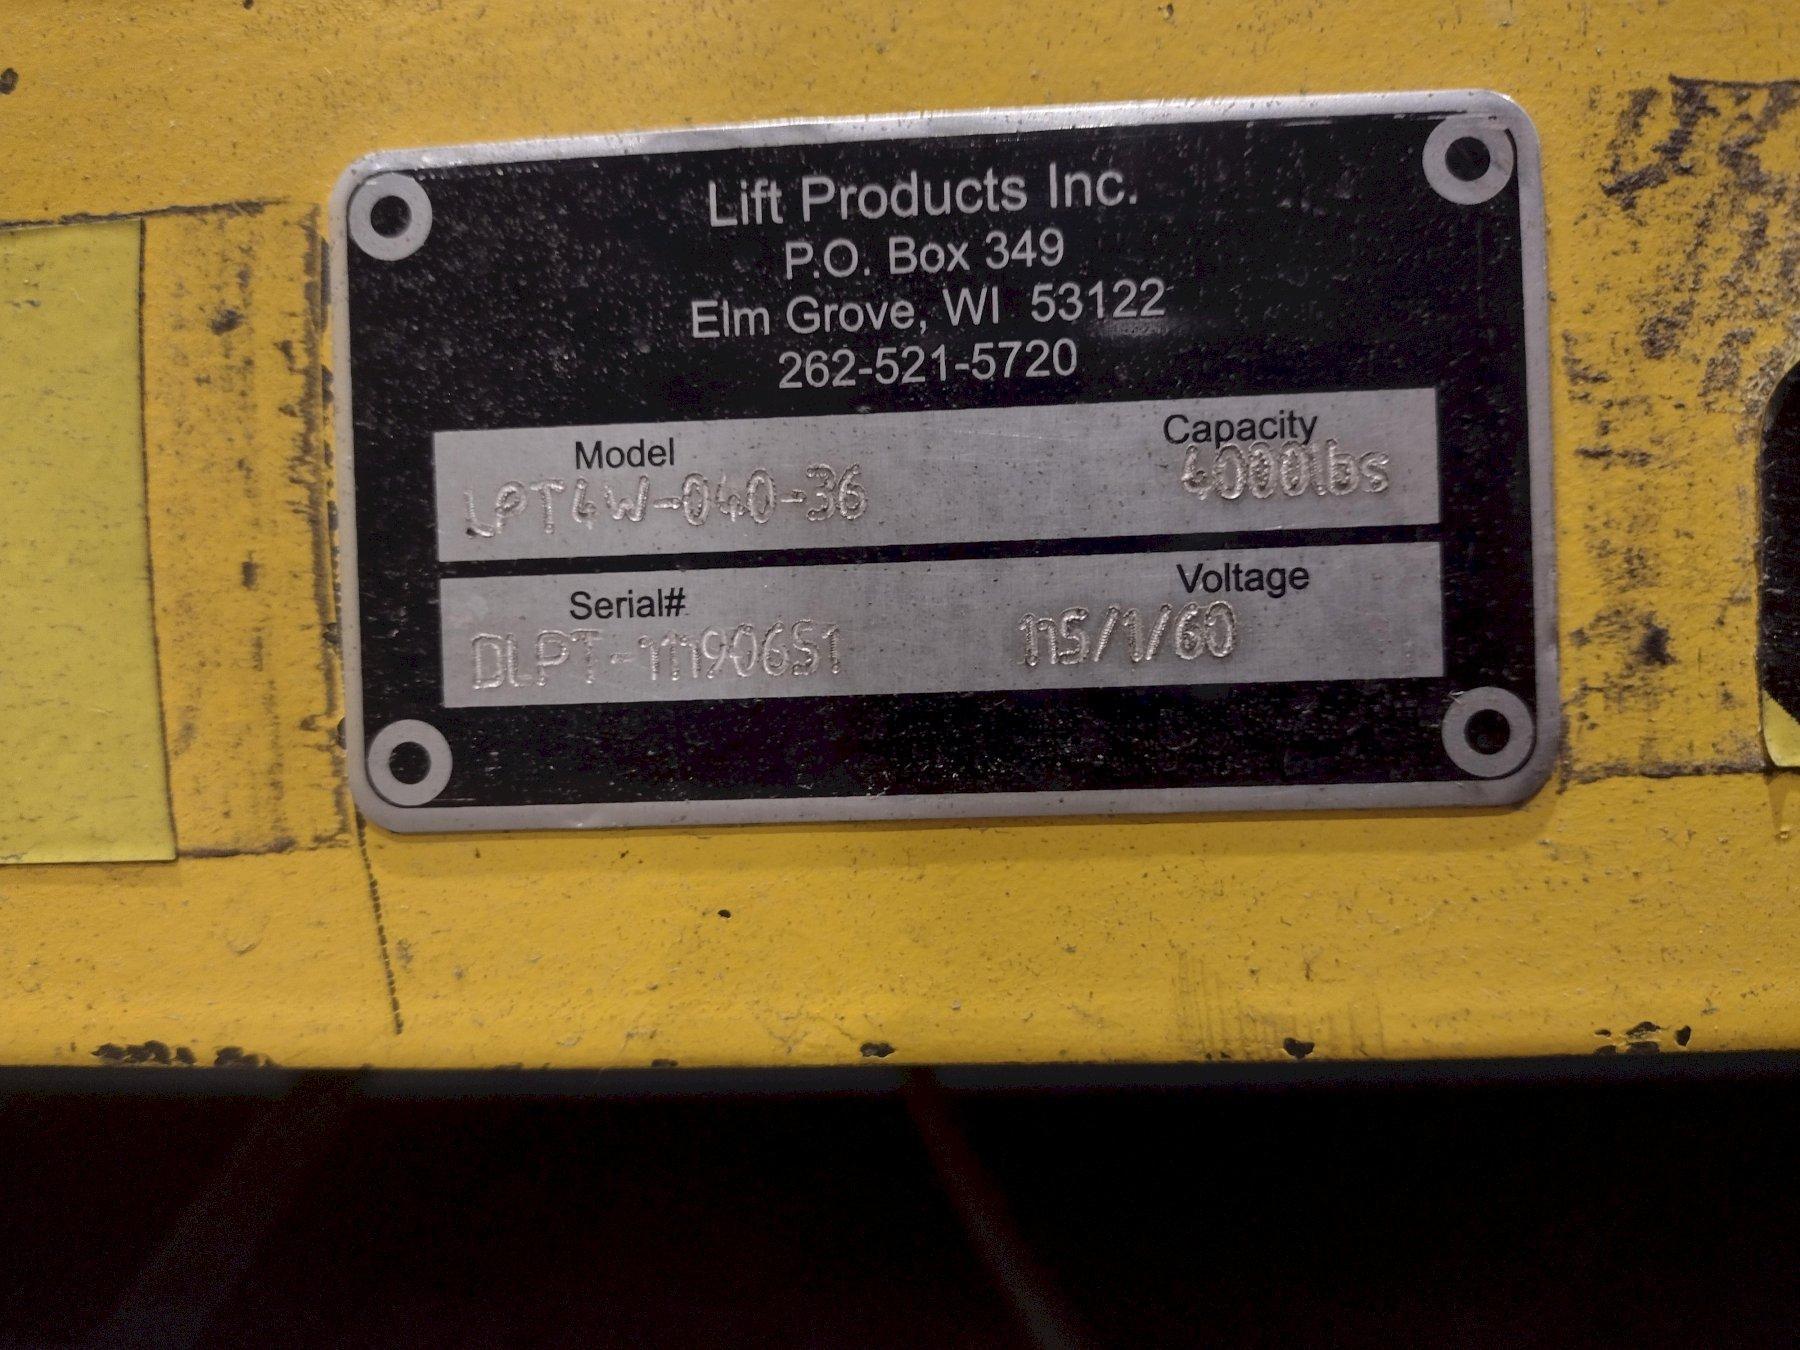 Lift Products Inc.
P.O. Box 349
Elm Grove, WI 53122
262-521-5720
Model Capacity
LPT4W-040-36 4000lbs
Serial# Voltage
DLPT-11190651 115/1/60